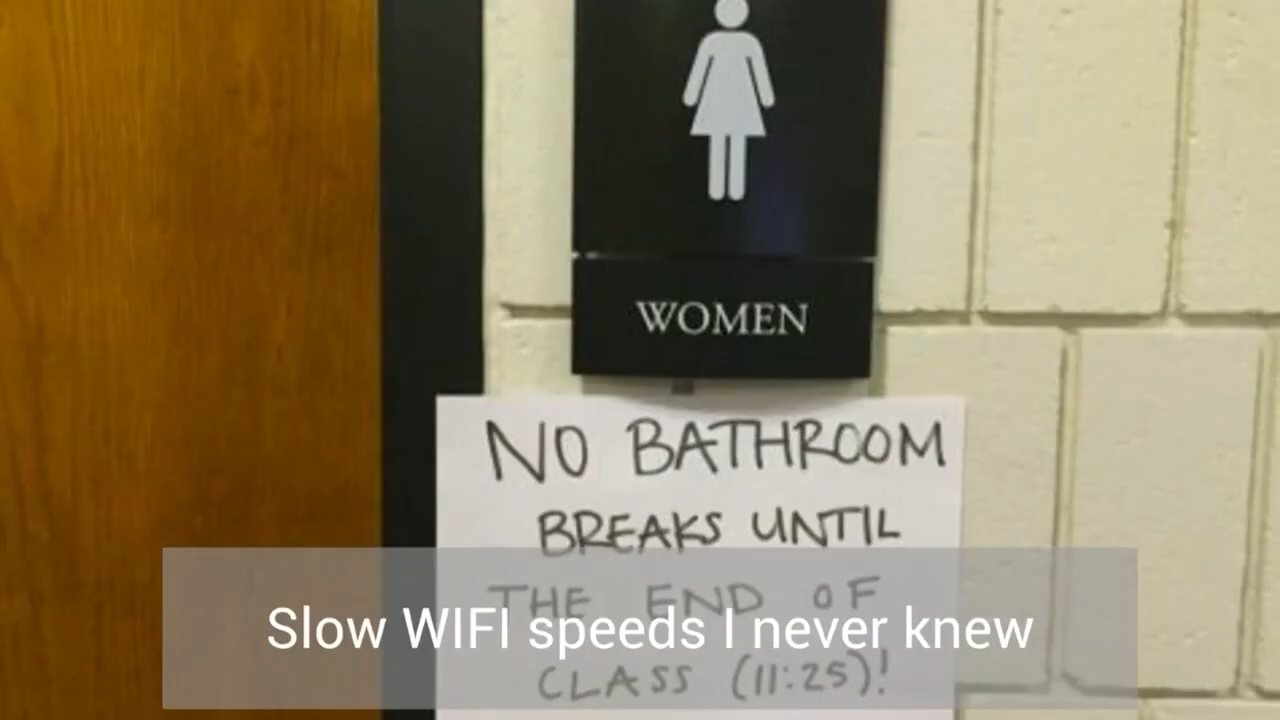 WOMEN
NO BATHROOM
BREAKS UNTIL
THE END OF
Slow WIFI speeds I never knew
CLASS (11:25)!